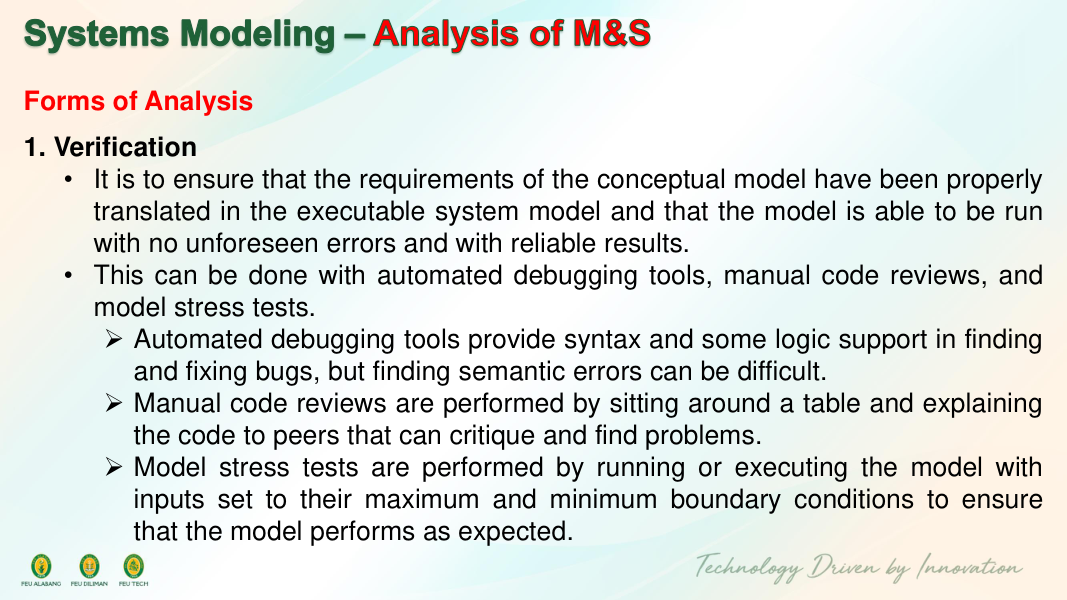 Systems Modeling – Analysis of M&S
Forms of Analysis
1. Verification
• It is to ensure that the requirements of the conceptual model have been properly
translated in the executable system model and that the model is able to be run
with no unforeseen errors and with reliable results.
• This can be done with automated debugging tools, manual code reviews, and
model stress tests.
➢ Automated debugging tools provide syntax and some logic support in finding
and fixing bugs, but finding semantic errors can be difficult.
➢ Manual code reviews are performed by sitting around a table and explaining
the code to peers that can critique and find problems.
➢ Model stress tests are performed by running or executing the model with
inputs set to their maximum and minimum boundary conditions to ensure
that the model performs as expected.
FEU ALABANG FEU DILIMAN FEU TECH
Technology Driven by Innovation